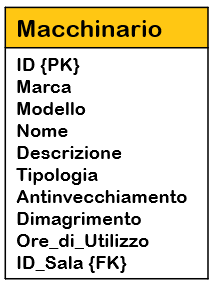 Macchinario
ID {PK}
Marca
Modello
Nome
Descrizione
Tipologia
Antinvecchiamento
Dimagrimento
Ore_di_Utilizzo
ID_Sala {FK}